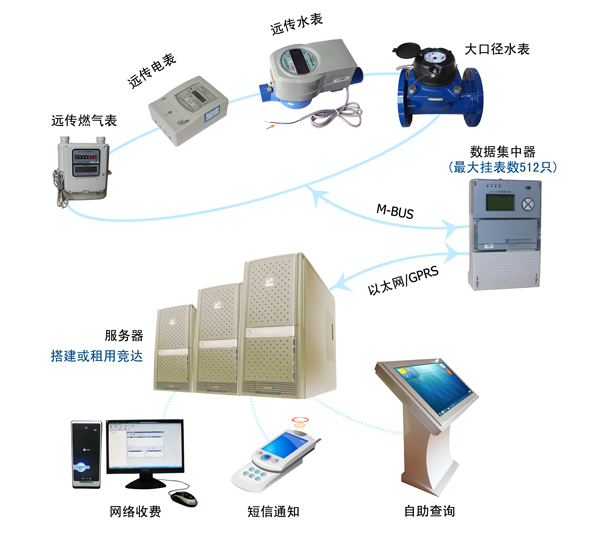 远传水表
大口径水表
远传电表
远传燃气表
数据集中器
(最大挂表数512只)
M-BUS
以太网/GPRS
服务器
搭建或租用竞达
网络收费
短信通知
自助查询